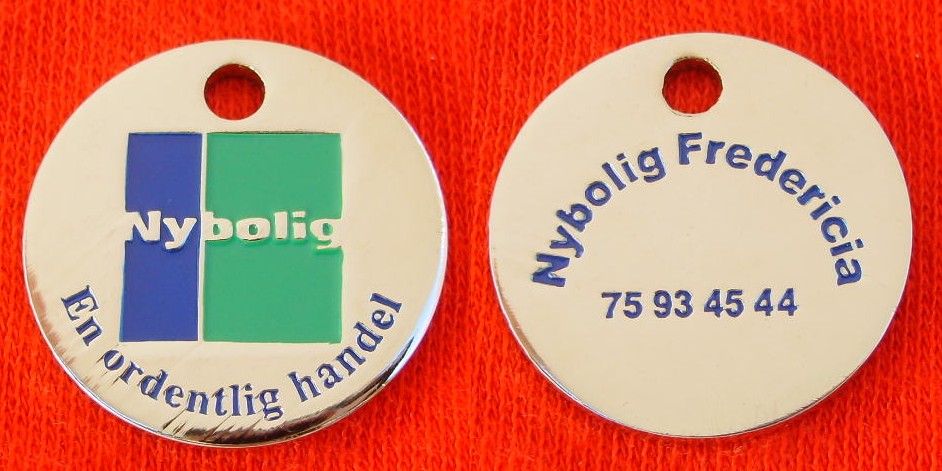 Nybolig
En ordentlig handel
Nybolig Fredericia
75 93 45 44